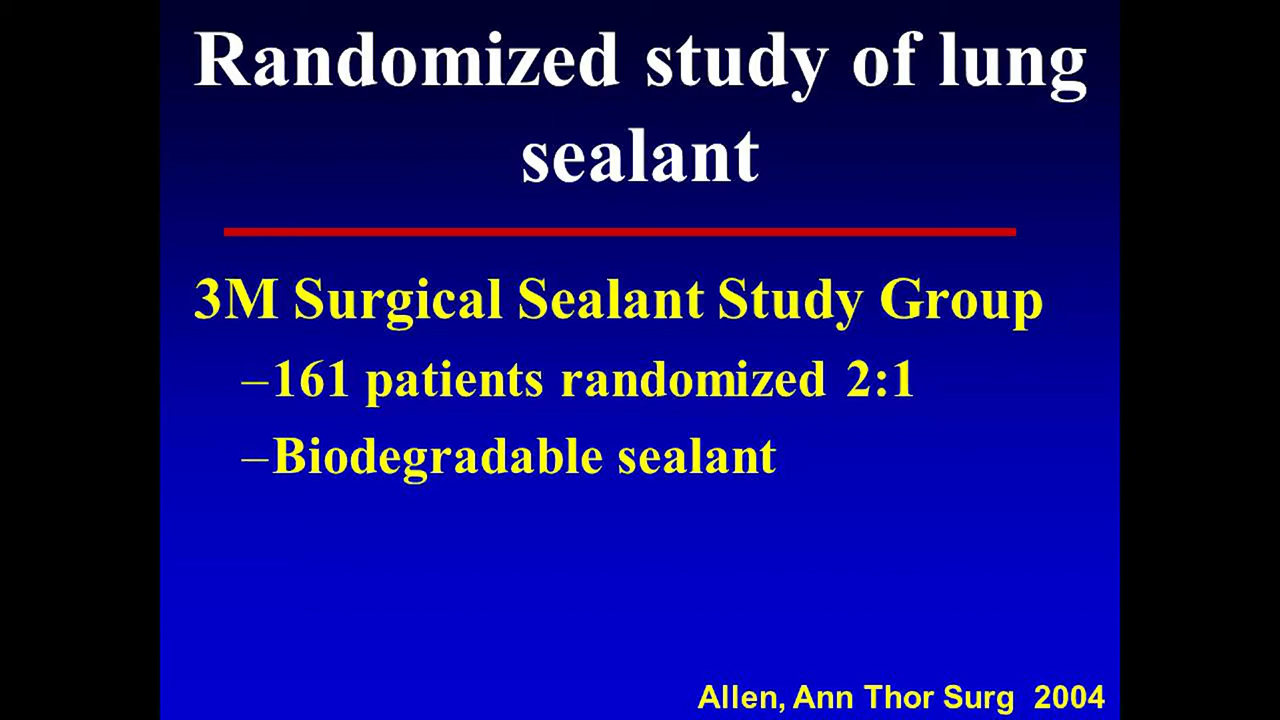 Randomized study of lung
sealant
3M Surgical Sealant Study Group
–161 patients randomized 2:1
–Biodegradable sealant
Allen, Ann Thor Surg 2004